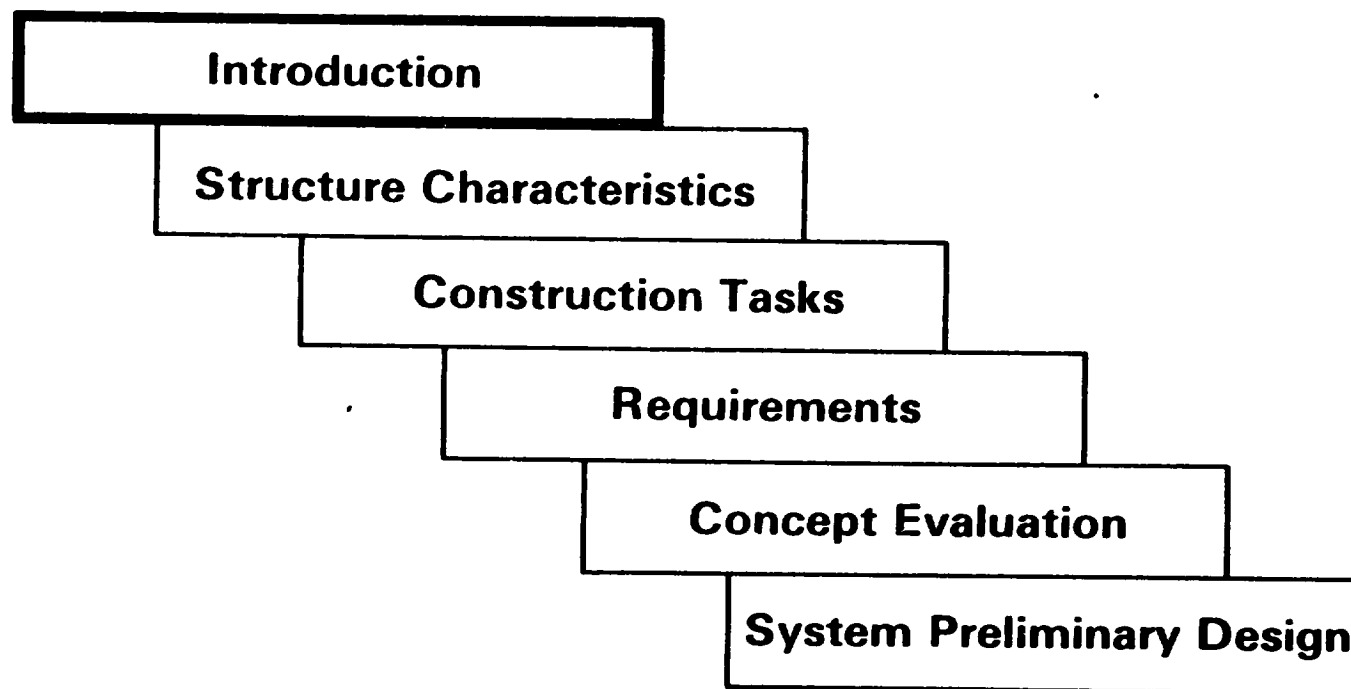 Introduction
Structure Characteristics
Construction Tasks
Requirements
Concept Evaluation
System Preliminary Design